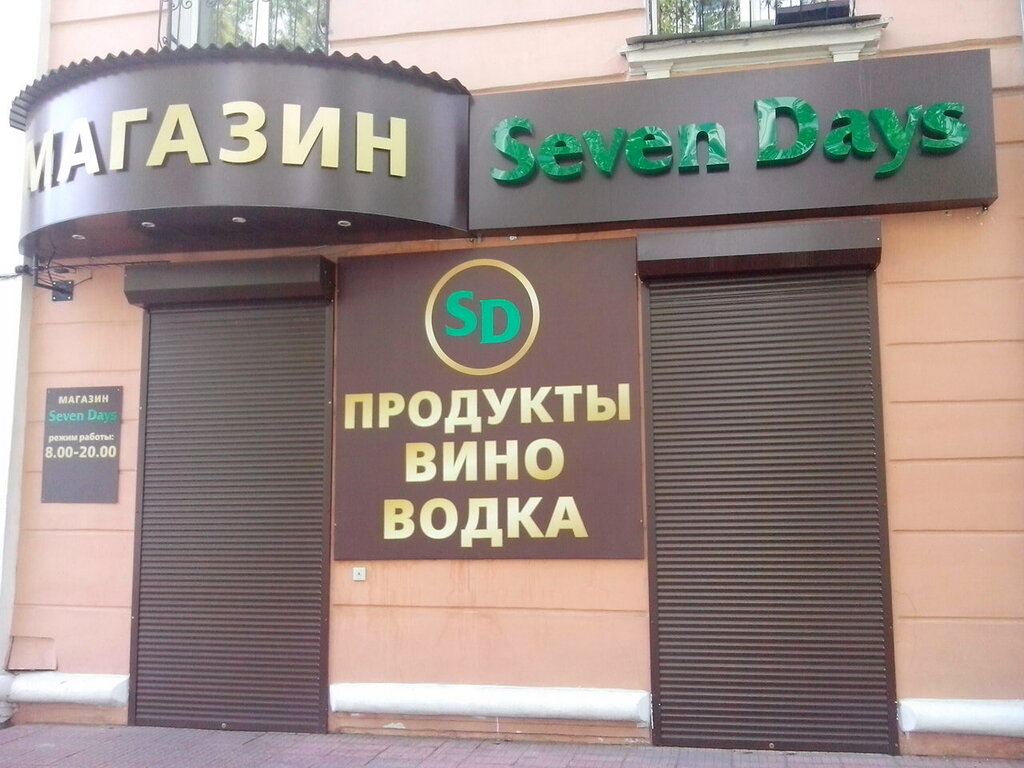 МАГАЗИН
Seven Days
SD
ПРОДУКТЫ
ВИНО
ВОДКА
МАГАЗИН
Seven Days
режим работы:
8.00-20.00